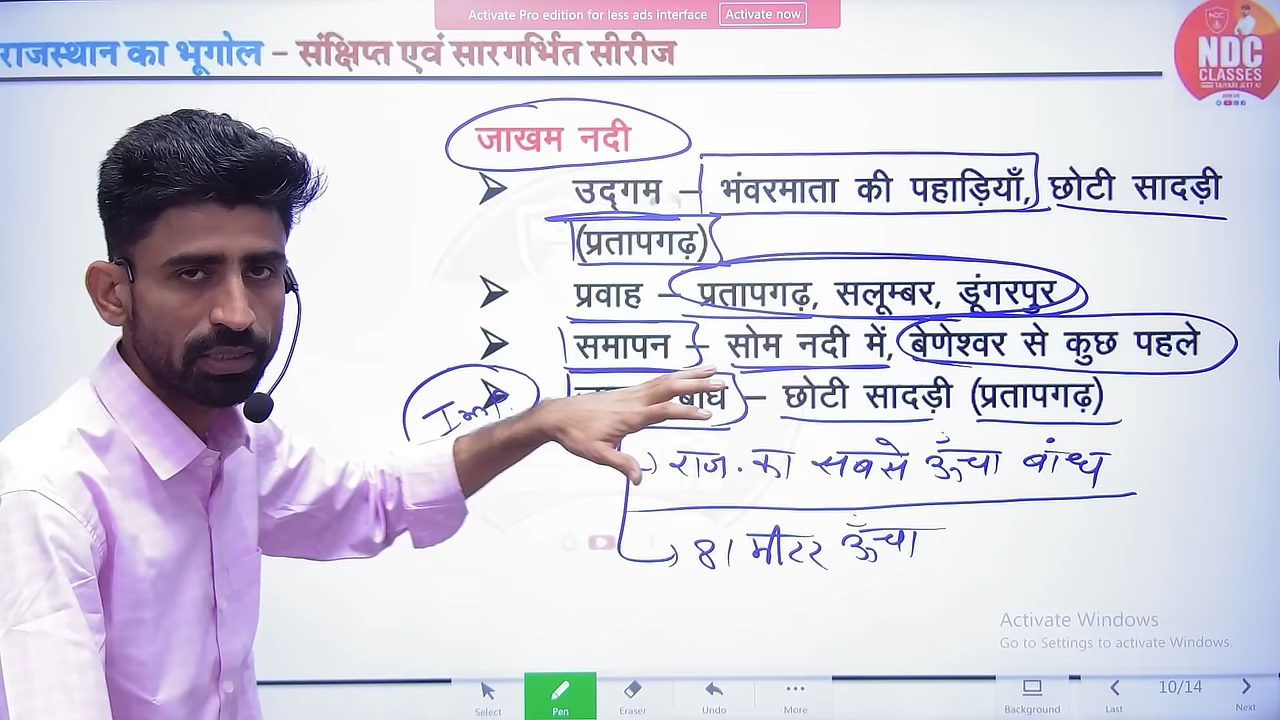 Activate Pro edition for less ads interface Activate now
राजस्थान का भूगोल – संक्षिप्त एवं सारगर्भित सीरीज
NDC
CLASSES
जाखम नदी
➤ उद्गम – भंवरमाता की पहाड़ियाँ, छोटी सादड़ी
(प्रतापगढ़)
➤ प्रवाह – प्रतापगढ़, सलूम्बर, डूंगरपुर
➤ समापन – सोम नदी में, बेणेश्वर से कुछ पहले
Imp. बांध – छोटी सादड़ी (प्रतापगढ़)
→ राज. का सबसे ऊँचा बांध
→ 81 मीटर ऊँचा
Activate Windows
Go to Settings to activate Windows.
Select Pen Eraser Undo More Background Last 10/14 Next